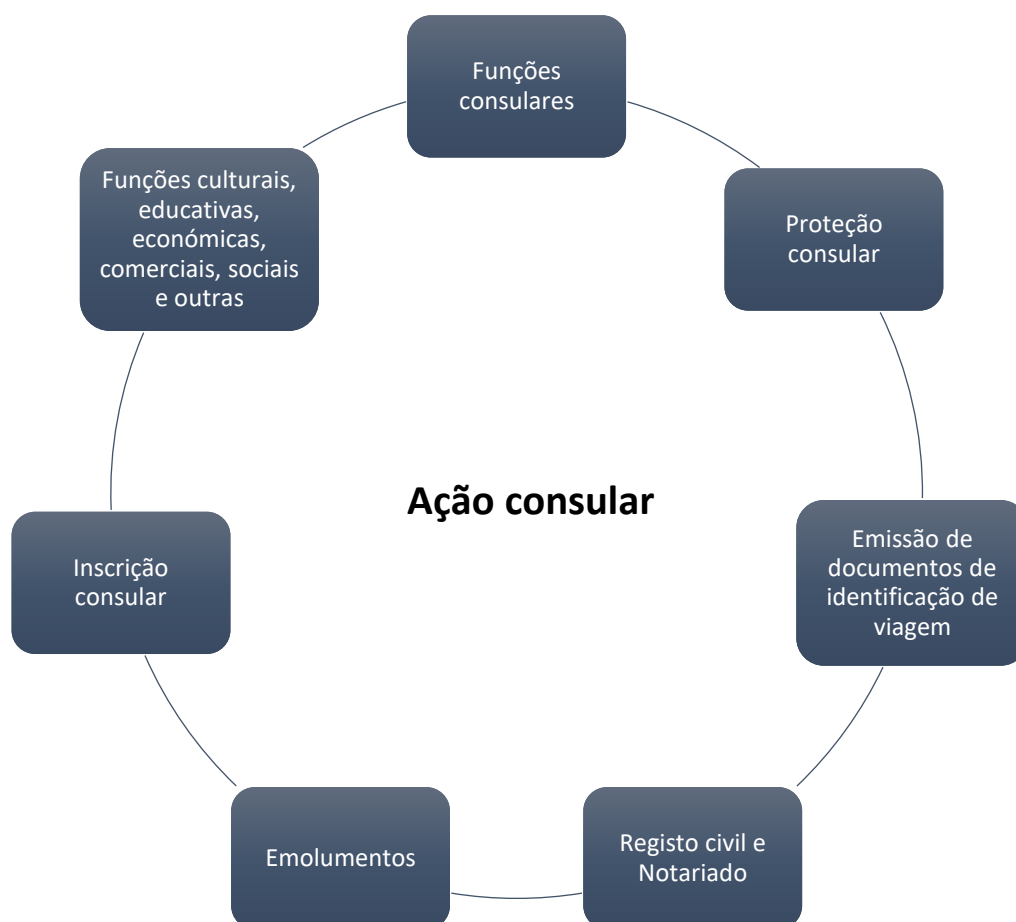 Funções
consulares
Proteção
consular
Emissão de
documentos de
identificação de
viagem
Registo civil e
Notariado
Emolumentos
Inscrição
consular
Funções culturais,
educativas,
económicas,
comerciais, sociais
e outras
Ação consular